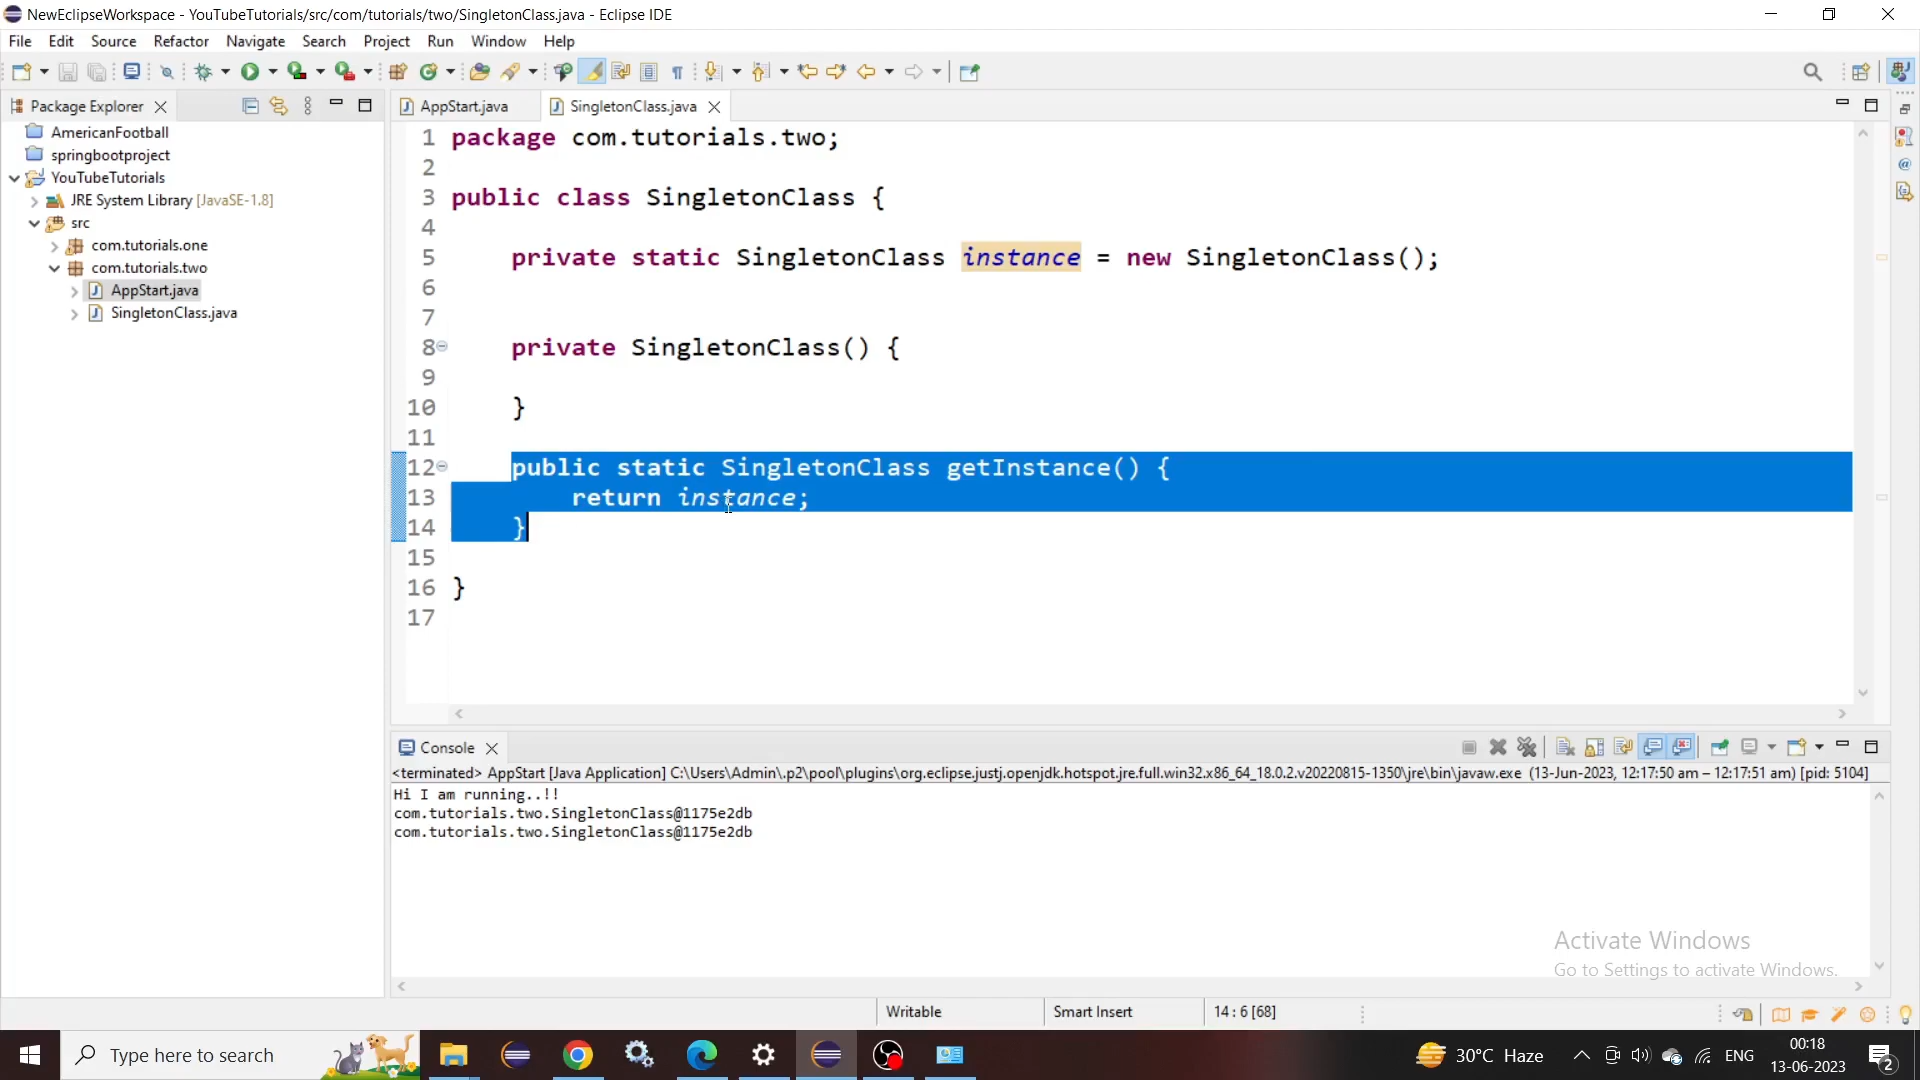 NewEclipseWorkspace - YouTubeTutorials/src/com/tutorials/two/SingletonClass.java - Eclipse IDE
File Edit Source Refactor Navigate Search Project Run Window Help
Package Explorer
AmericanFootball
springbootproject
YouTubeTutorials
JRE System Library [JavaSE-1.8]
src
com.tutorials.one
com.tutorials.two
AppStart.java
SingletonClass.java
AppStart.java SingletonClass.java
1 package com.tutorials.two;
2
3 public class SingletonClass {
4
5 private static SingletonClass instance = new SingletonClass();
6
7
8 private SingletonClass() {
9
10 }
11
12 public static SingletonClass getInstance() {
13 return instance;
14 }
15
16 }
17
Console
<terminated> AppStart [Java Application] C:\Users\Admin\.p2\pool\plugins\org.eclipse.justj.openjdk.hotspot.jre.full.win32.x86_64_18.0.2.v20220815-1350\jre\bin\javaw.exe (13-Jun-2023, 12:17:50 am – 12:17:51 am) [pid: 5104]
Hi I am running..!!
com.tutorials.two.SingletonClass@1175e2db
com.tutorials.two.SingletonClass@1175e2db
Activate Windows
Go to Settings to activate Windows.
Writable Smart Insert 14 : 6 [68]
Type here to search
30°C Haze ENG 00:18
13-06-2023
2